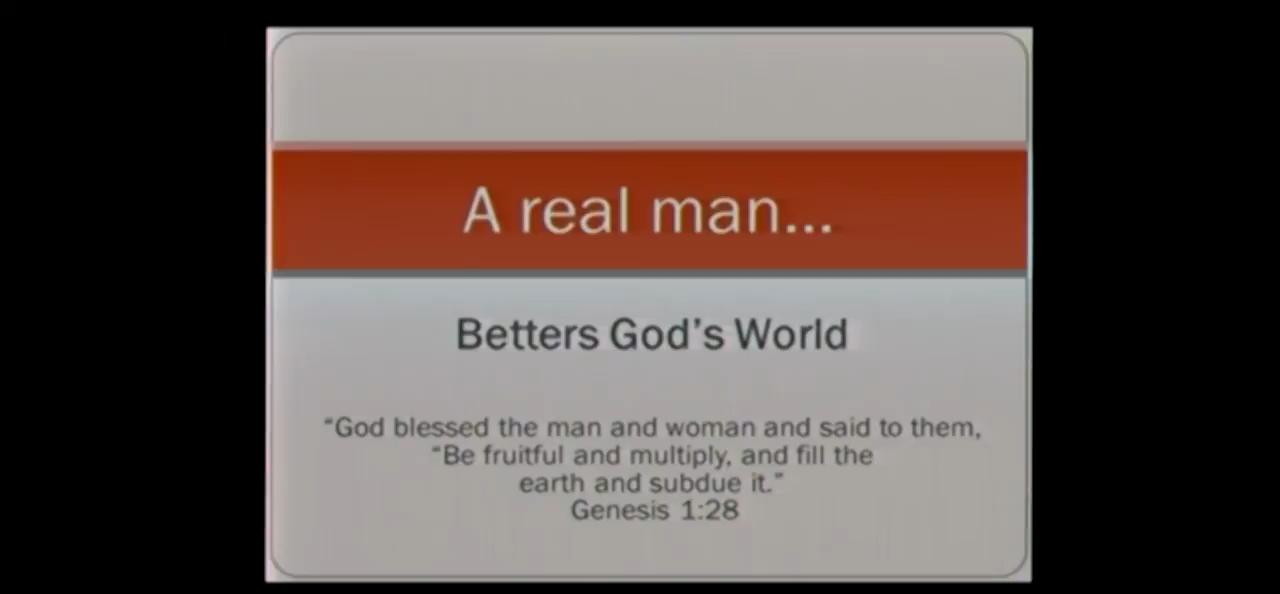 A real man...
Betters God's World
"God blessed the man and woman and said to them,
"Be fruitful and multiply, and fill the
earth and subdue it."
Genesis 1:28